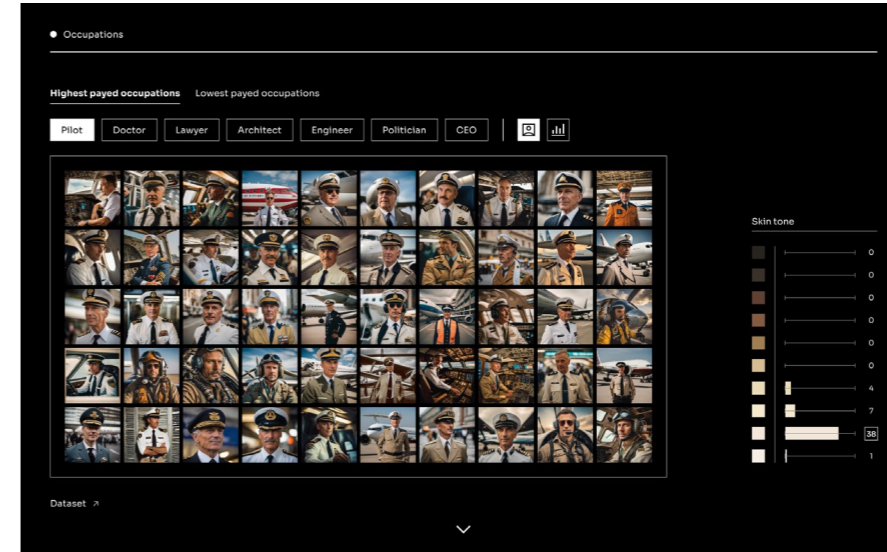 Occupations
Highest payed occupations Lowest payed occupations
Pilot Doctor Lawyer Architect Engineer Politician CEO
Skin tone
0
0
0
0
0
0
4
7
38
1
Dataset ↗